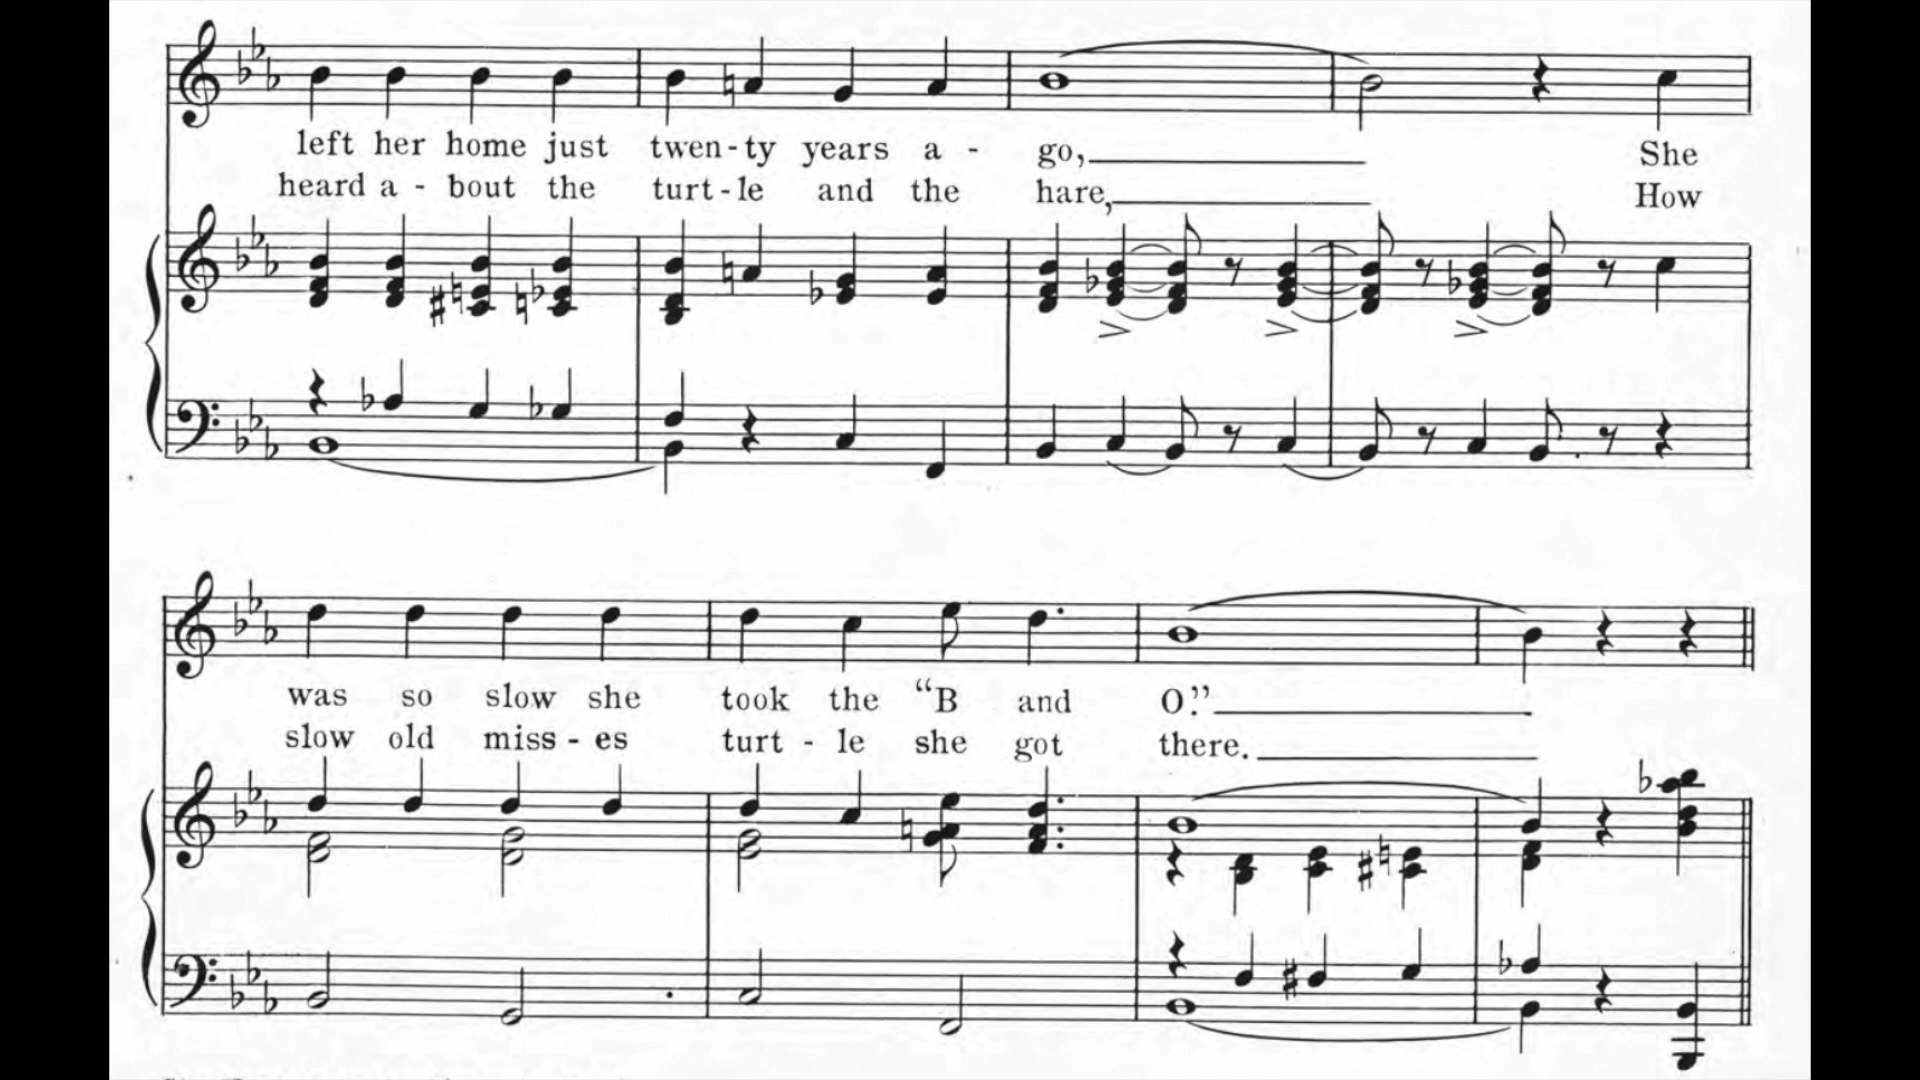 left her home just twen-ty years a - go, She
heard a - bout the turt-le and the hare, How
was so slow she took the “B and O.”
slow old miss - es turt - le she got there.